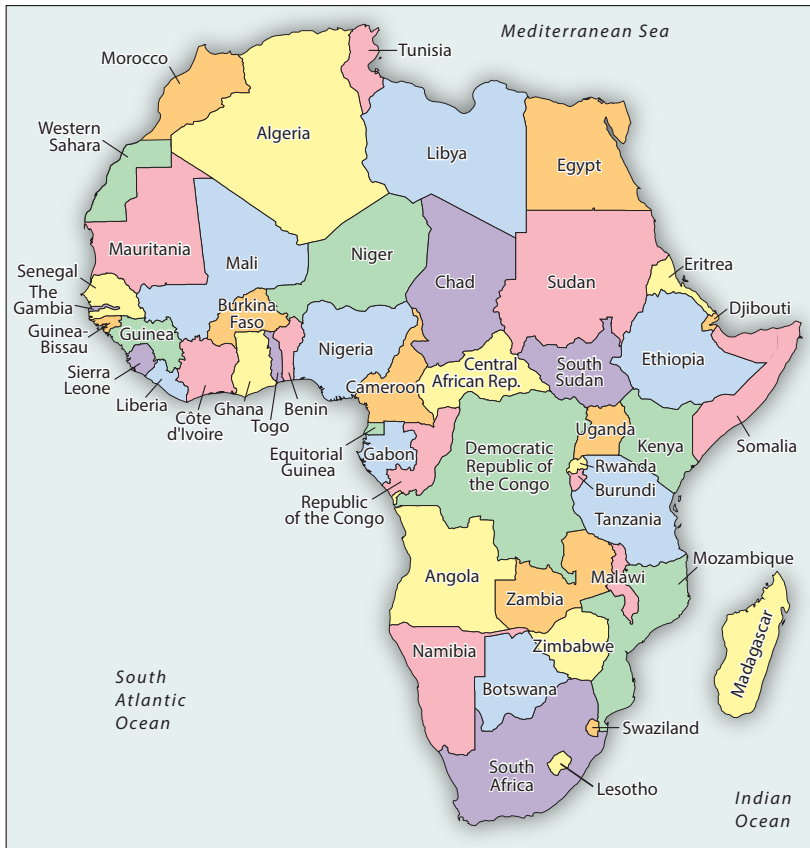 Mediterranean Sea
Morocco
Tunisia
Algeria
Western
Sahara
Libya
Egypt
Mauritania
Mali
Niger
Chad
Sudan
Eritrea
Senegal
The
Gambia
Guinea-
Bissau
Guinea
Burkina
Faso
Djibouti
Nigeria
Ethiopia
South
Sudan
Central
African Rep.
Cameroon
Sierra
Leone
Liberia
Côte
d'Ivoire
Ghana
Togo
Benin
Somalia
Uganda
Kenya
Equitorial
Guinea
Gabon
Democratic
Republic of
the Congo
Rwanda
Burundi
Republic
of the Congo
Tanzania
Mozambique
Angola
Malawi
Zambia
Madagascar
Namibia
Zimbabwe
Botswana
South
Atlantic
Ocean
Swaziland
South
Africa
Lesotho
Indian
Ocean